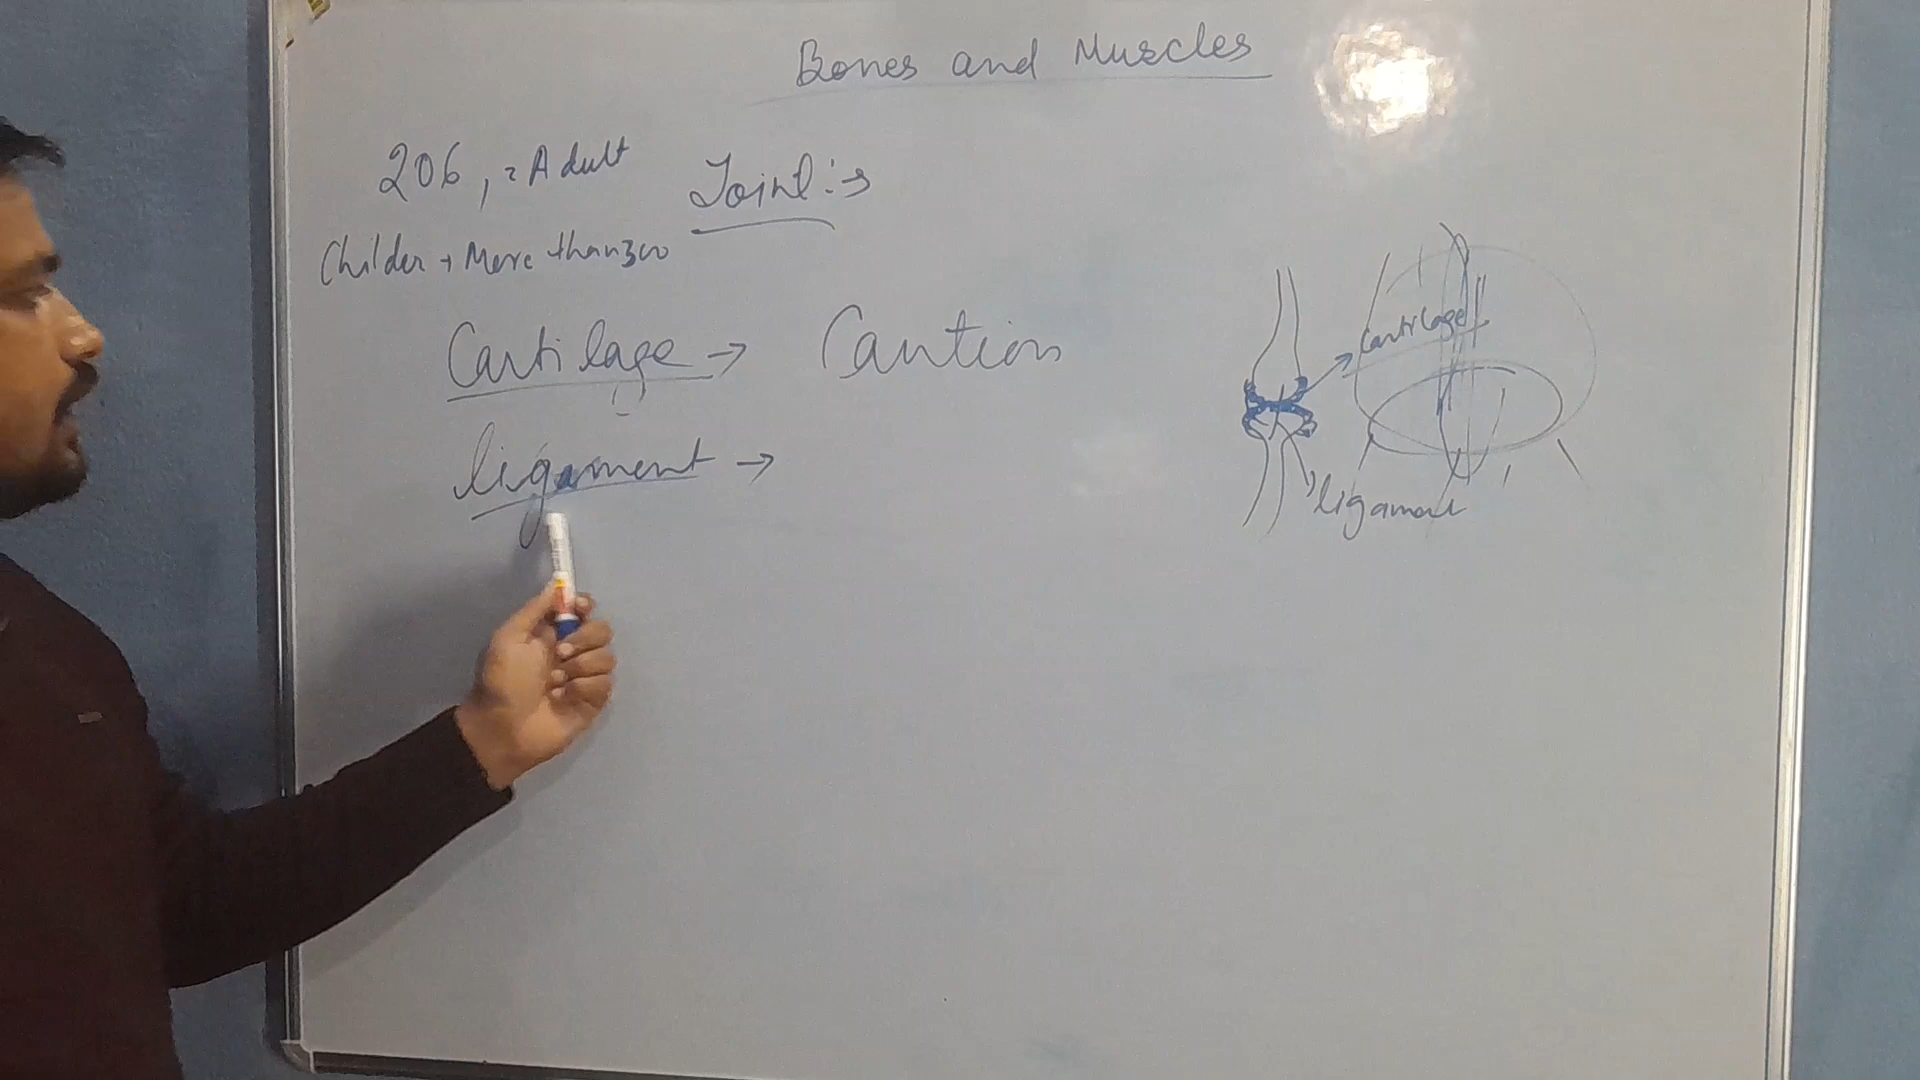 Bones and Muscles
206, = Adult
Joint :→
Childer → More than 300
Cartilage → Caution
ligament →
Cartilage
ligament